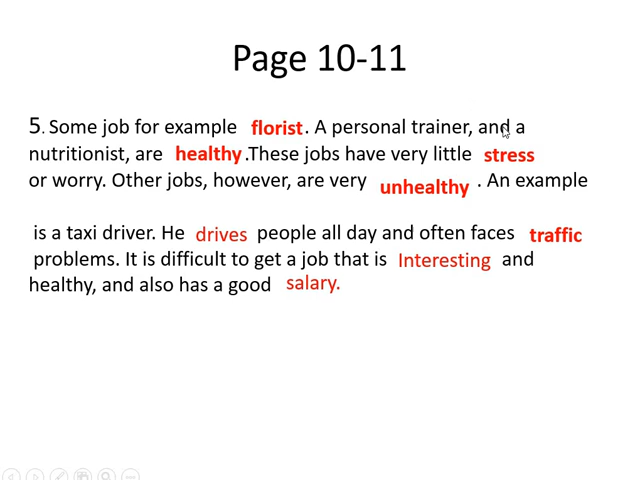 Page 10-11
5. Some job for example florist. A personal trainer, and a
nutritionist, are healthy.These jobs have very little stress
or worry. Other jobs, however, are very unhealthy. An example
is a taxi driver. He drives people all day and often faces traffic
problems. It is difficult to get a job that is Interesting and
healthy, and also has a good salary.